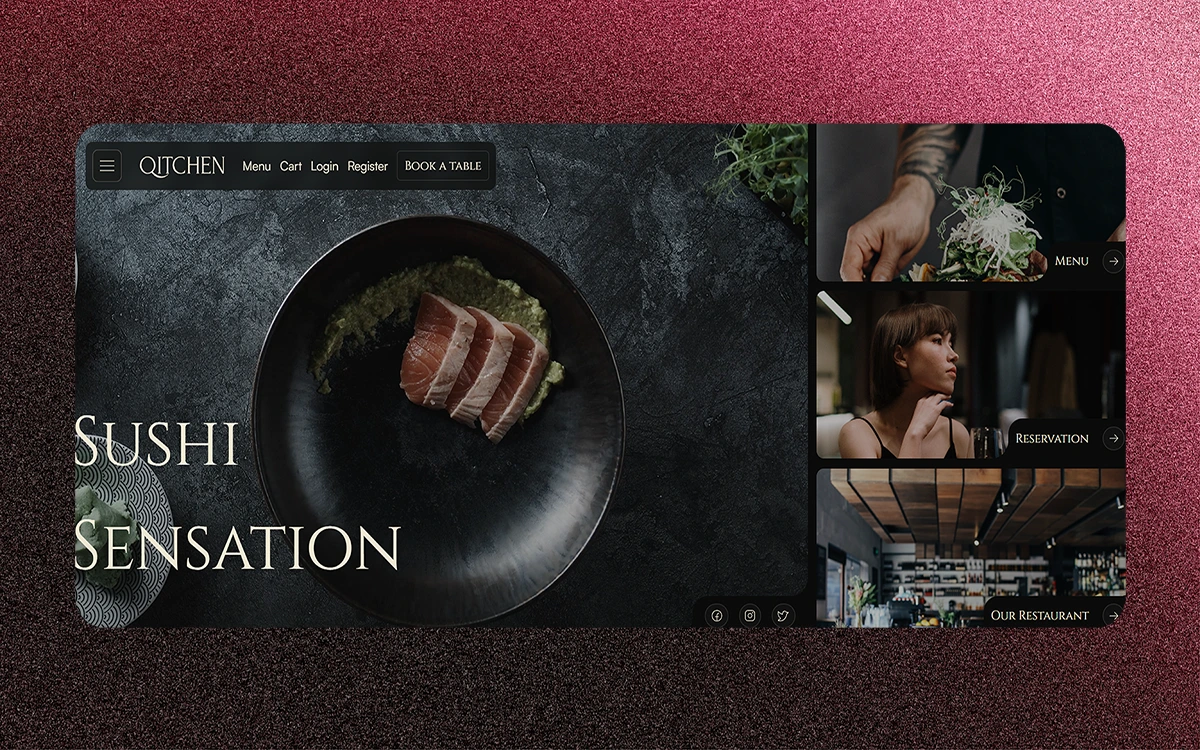 QITCHEN Menu Cart Login Register BOOK A TABLE
SUSHI
SENSATION
MENU
RESERVATION
OUR RESTAURANT